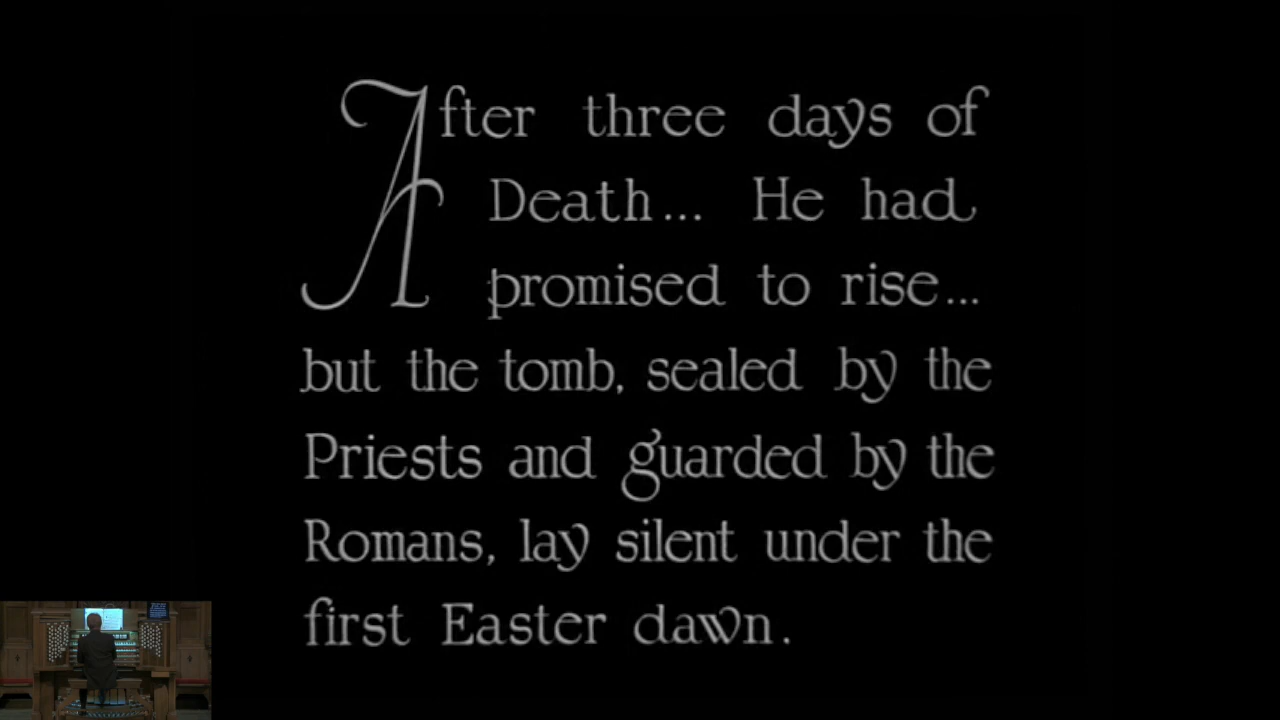 After three days of
Death... He had
promised to rise...
but the tomb, sealed by the
Priests and guarded by the
Romans, lay silent under the
first Easter dawn.